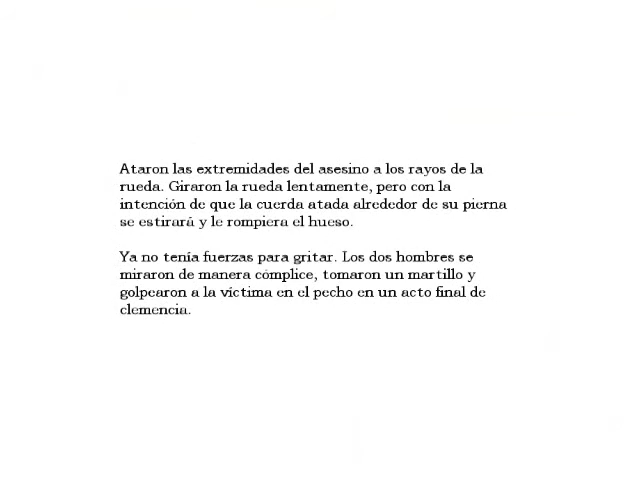 Ataron las extremidades del asesino a los rayos de la
rueda. Giraron la rueda lentamente, pero con la
intención de que la cuerda atada alrededor de su pierna
se estirará y le rompiera el hueso.
Ya no tenía fuerzas para gritar. Los dos hombres se
miraron de manera cómplice, tomaron un martillo y
golpearon a la víctima en el pecho en un acto final de
clemencia.